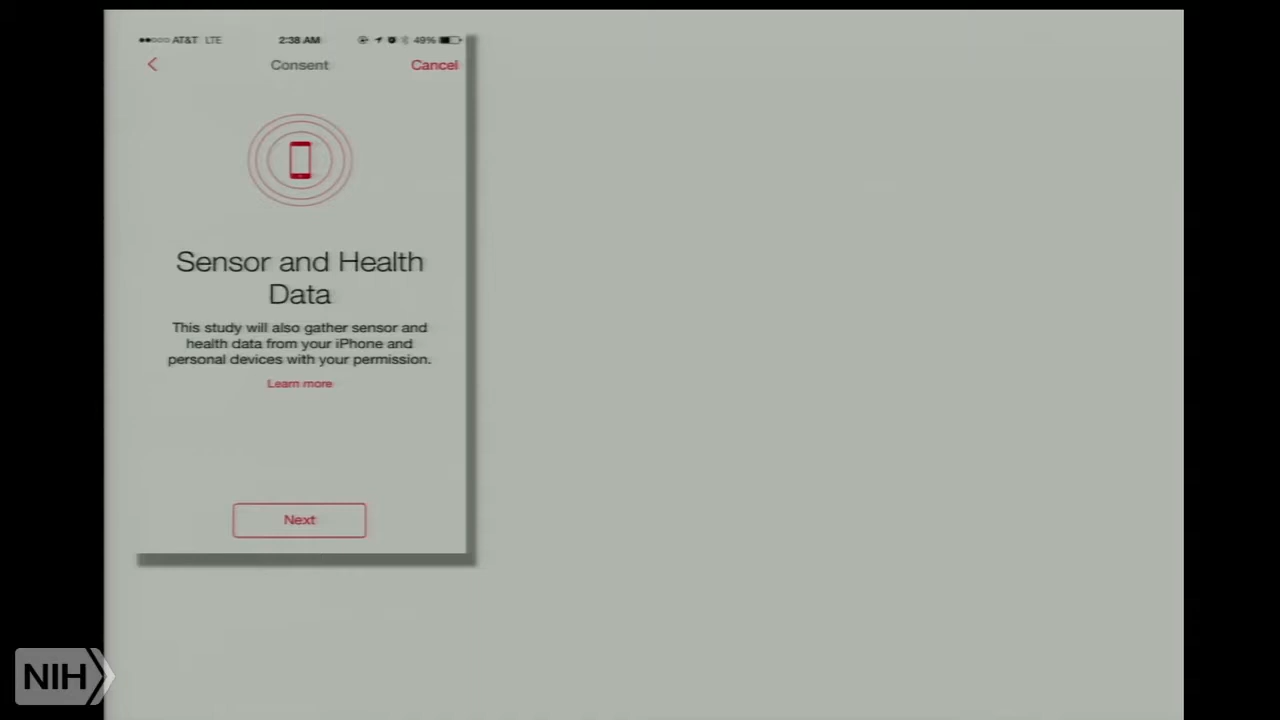 AT&T LTE 2:38 AM 49%
Consent
Cancel
Sensor and Health
Data
This study will also gather sensor and
health data from your iPhone and
personal devices with your permission.
Learn more
Next
NIH